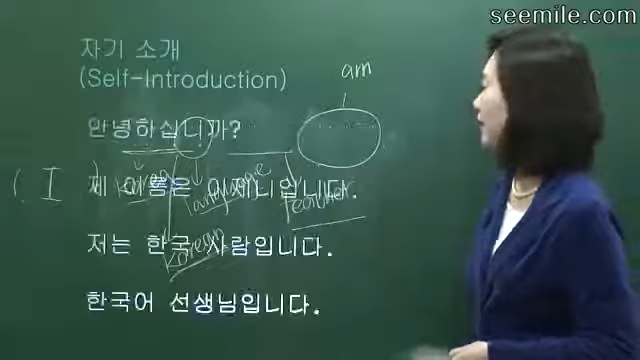 seemile.com
자기 소개
(Self-Introduction)
am
안녕하십니까?
( I ) Korea language Teacher
제 이름은 이제니입니다.
Korean
저는 한국 사람입니다.
한국어 선생님입니다.